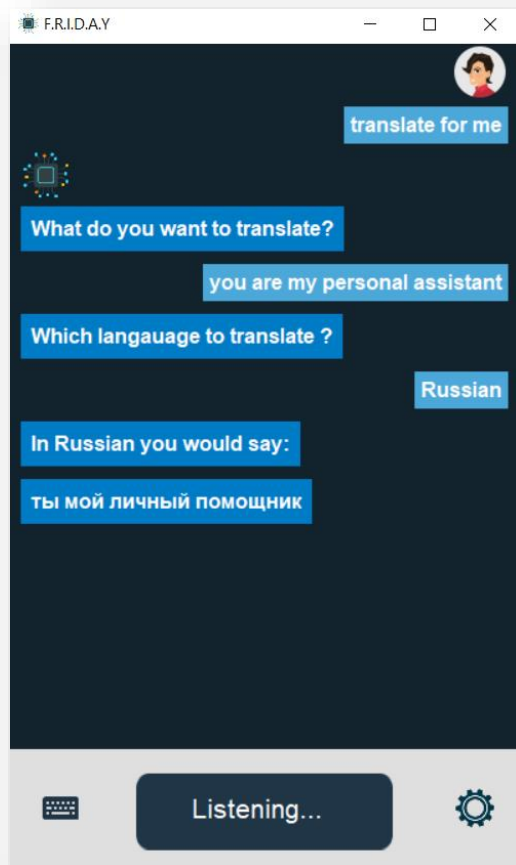 F.R.I.D.A.Y
translate for me
What do you want to translate?
you are my personal assistant
Which langauage to translate ?
Russian
In Russian you would say:
ты мой личный помощник
Listening...